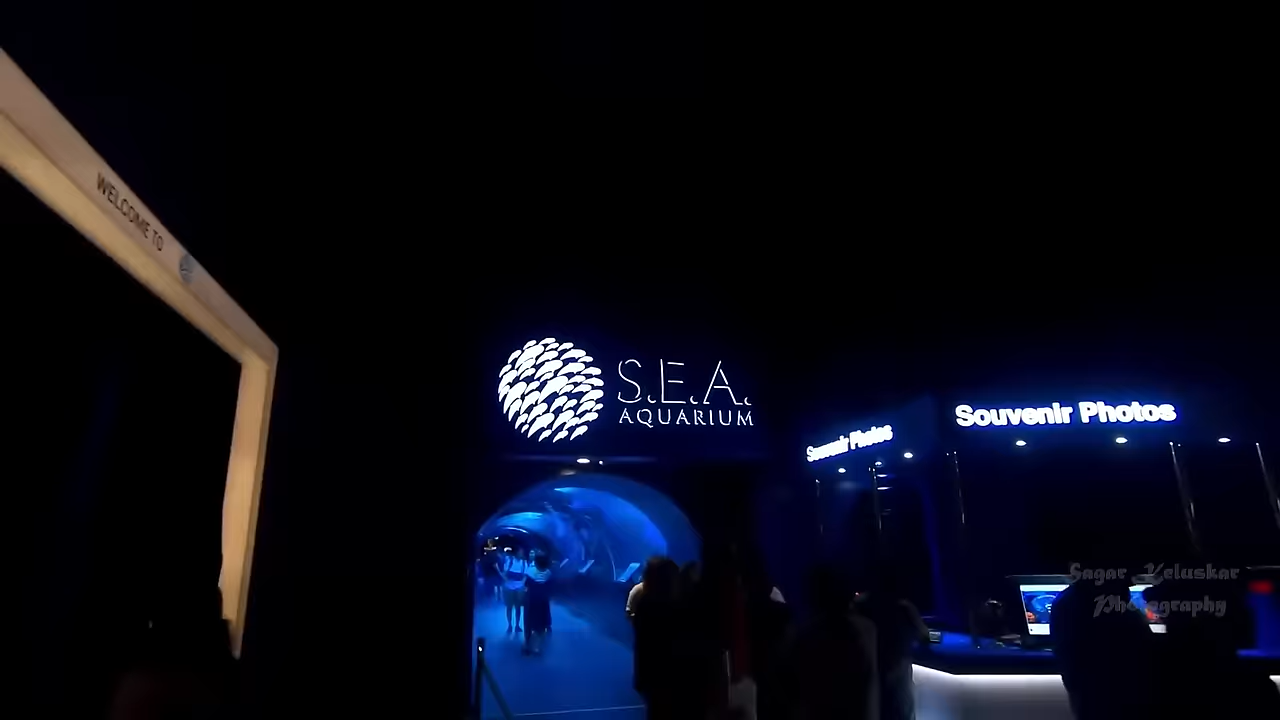 WELCOME TO
S.E.A.
AQUARIUM
Souvenir Photos
Souvenir Photos
Sagar Keluskar
Photography